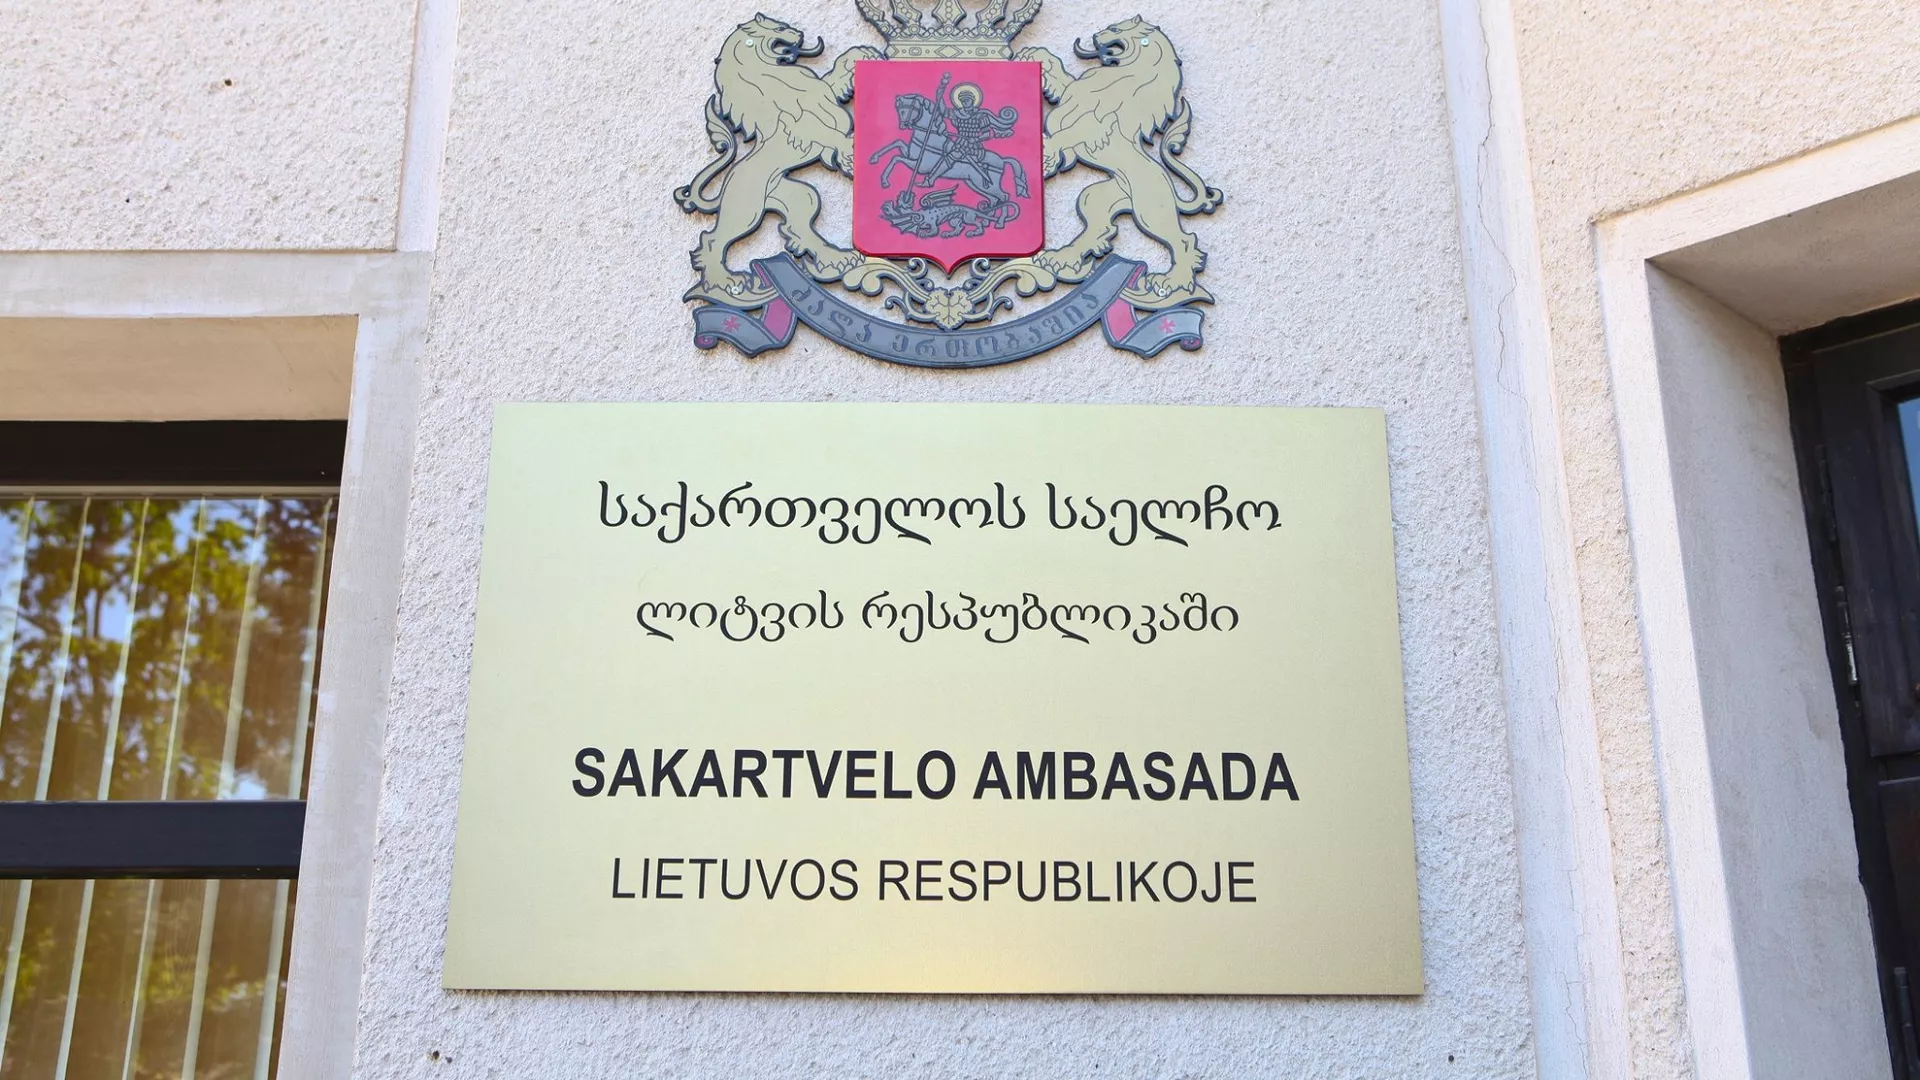 ძალა ერთობაშია
საქართველოს საელჩო
ლიტვის რესპუბლიკაში
SAKARTVELO AMBASADA
LIETUVOS RESPUBLIKOJE